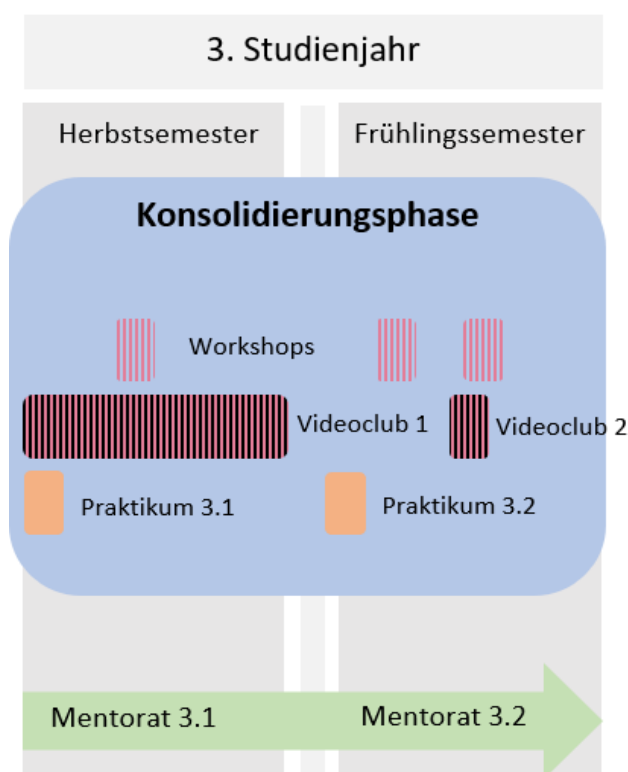 3. Studienjahr
Herbstsemester
Frühlingssemester
Konsolidierungsphase
Workshops
Videoclub 1
Videoclub 2
Praktikum 3.1
Praktikum 3.2
Mentorat 3.1
Mentorat 3.2